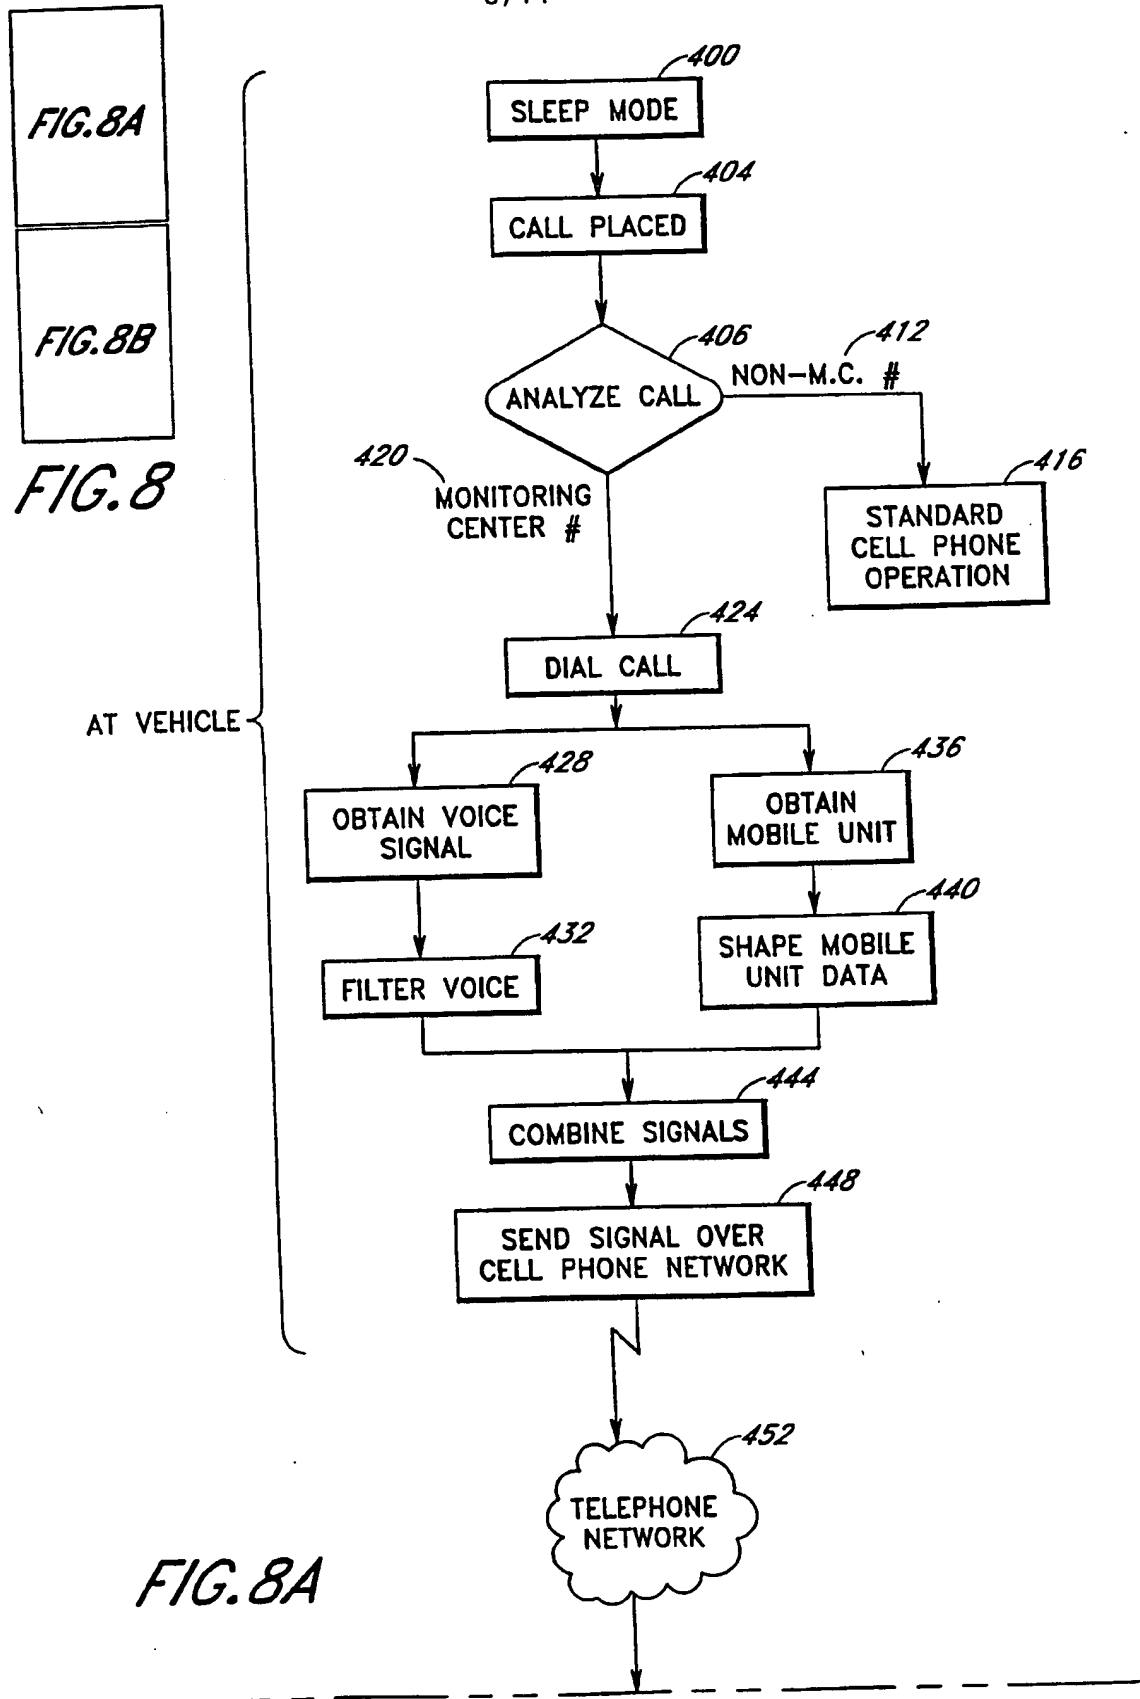 400
SLEEP MODE
FIG.8A
404
CALL PLACED
FIG.8B
406
412
NON-M.C. #
ANALYZE CALL
FIG.8
420
MONITORING
CENTER #
416
STANDARD
CELL PHONE
OPERATION
424
DIAL CALL
AT VEHICLE
428
OBTAIN VOICE
SIGNAL
436
OBTAIN
MOBILE UNIT
432
FILTER VOICE
440
SHAPE MOBILE
UNIT DATA
444
COMBINE SIGNALS
448
SEND SIGNAL OVER
CELL PHONE NETWORK
452
TELEPHONE
NETWORK
FIG.8A